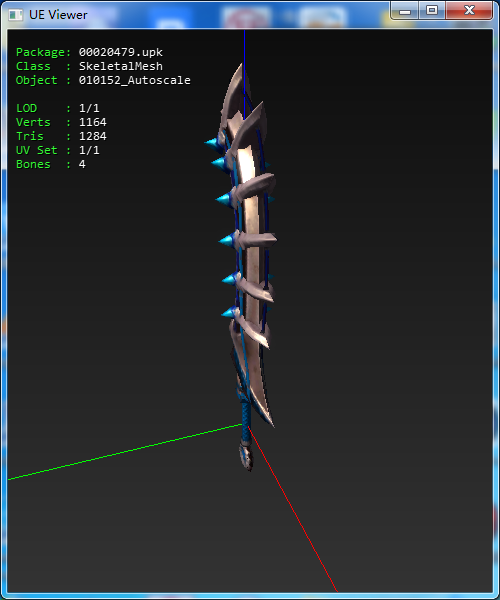 UE Viewer
Package: 00020479.upk
Class : SkeletalMesh
Object : 010152_Autoscale
LOD : 1/1
Verts : 1164
Tris : 1284
UV Set : 1/1
Bones : 4